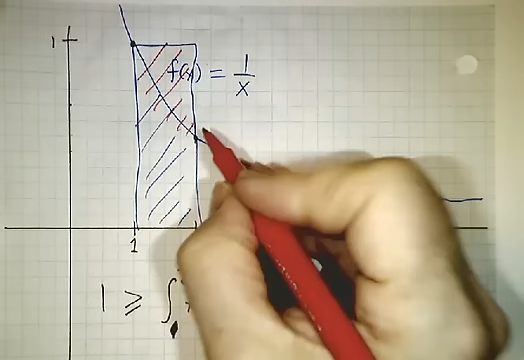 1
f(x) = 1/x
1
1 ≥ ∫